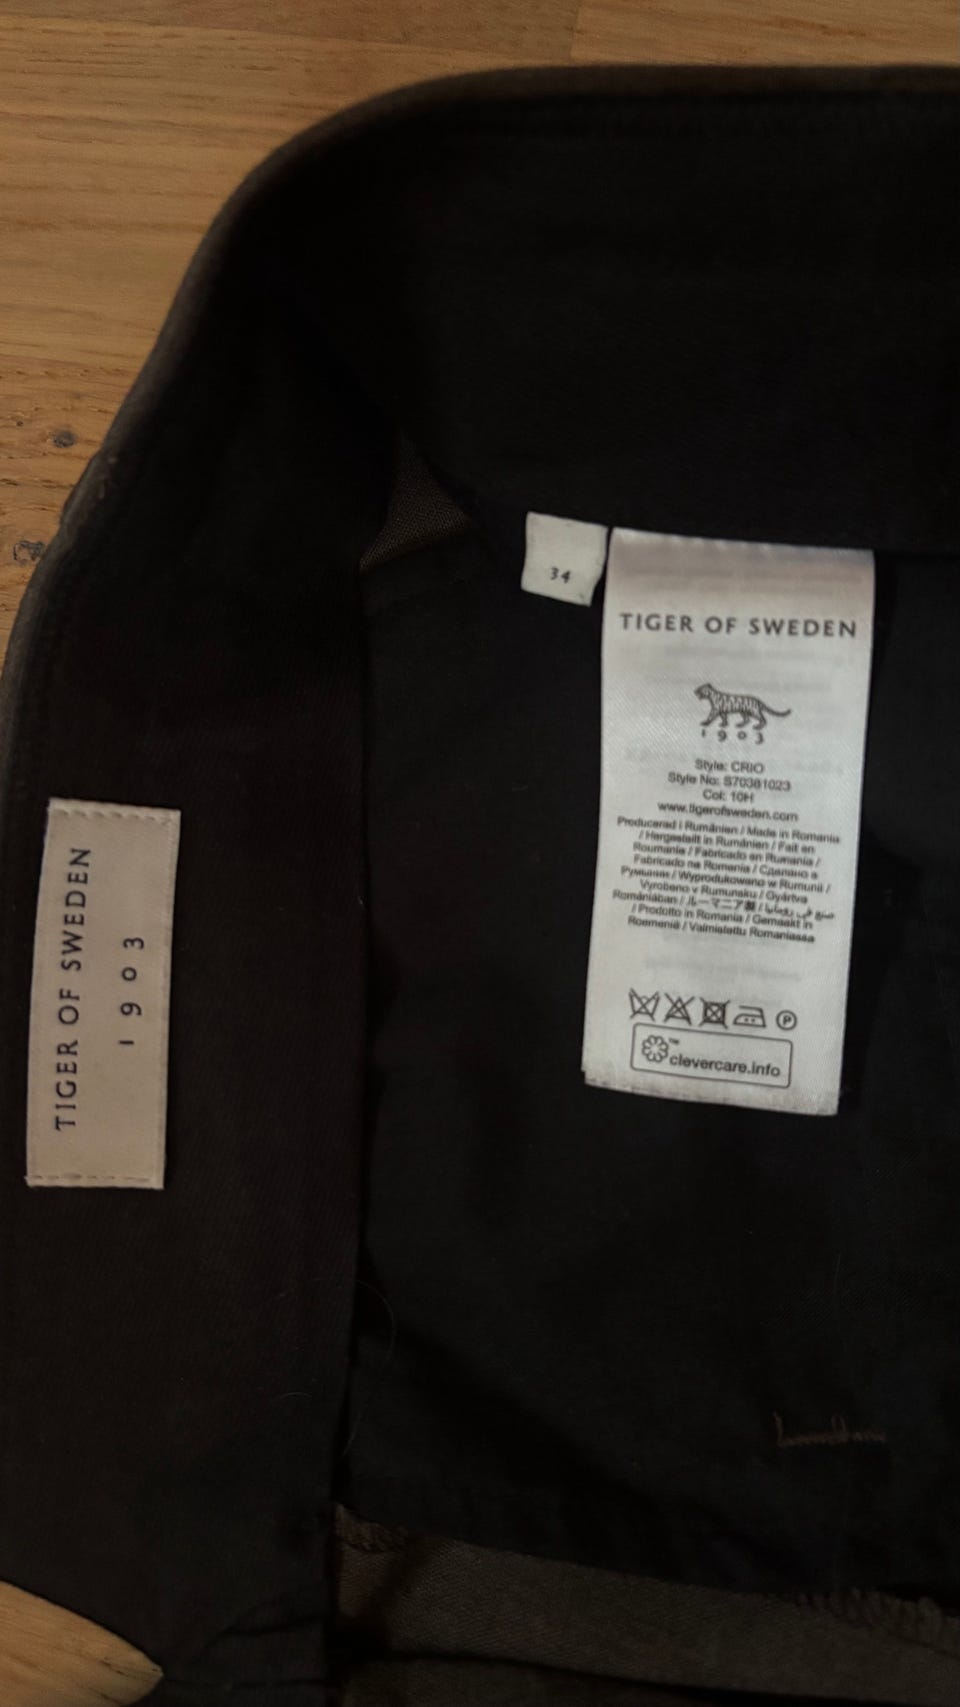 34
TIGER OF SWEDEN
1903
Style: CRIO
Style No: S70381023
Col: 10H
www.tigerofsweden.com
Producerad i Rumänien / Made in Romania
/ Hergestellt in Rumänien / Fait en
Roumanie / Fabricado en Rumania /
Fabricado na Romenia / Сделано в
Румынии / Wyprodukowano w Rumunii /
Vyrobeno v Rumunsku / Gyártva
Romániában / ルーマニア製 / صنع في رومانيا
/ Prodotto in Romania / Gemaakt in
Roemenië / Valmistettu Romaniassa
P
clevercare.info
TIGER OF SWEDEN
1903